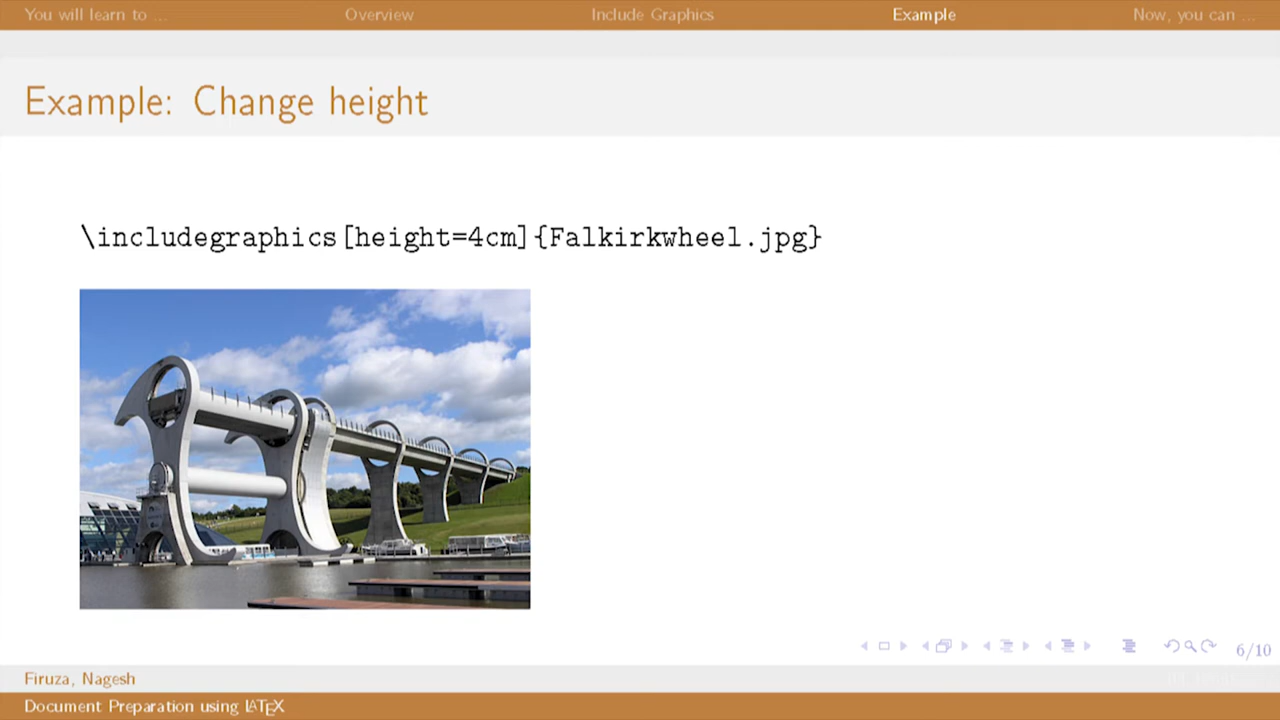 You will learn to ... Overview Include Graphics Example Now, you can ...
Example: Change height
\includegraphics[height=4cm]{Falkirkwheel.jpg}
6/10
Firuza, Nagesh
Document Preparation using LATEX